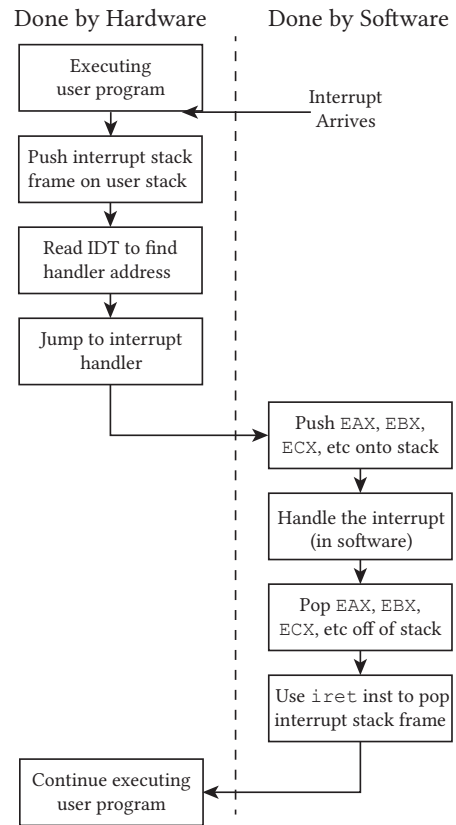 Done by Hardware
Done by Software
Executing
user program
Interrupt
Arrives
Push interrupt stack
frame on user stack
Read IDT to find
handler address
Jump to interrupt
handler
Push EAX, EBX,
ECX, etc onto stack
Handle the interrupt
(in software)
Pop EAX, EBX,
ECX, etc off of stack
Use iret inst to pop
interrupt stack frame
Continue executing
user program